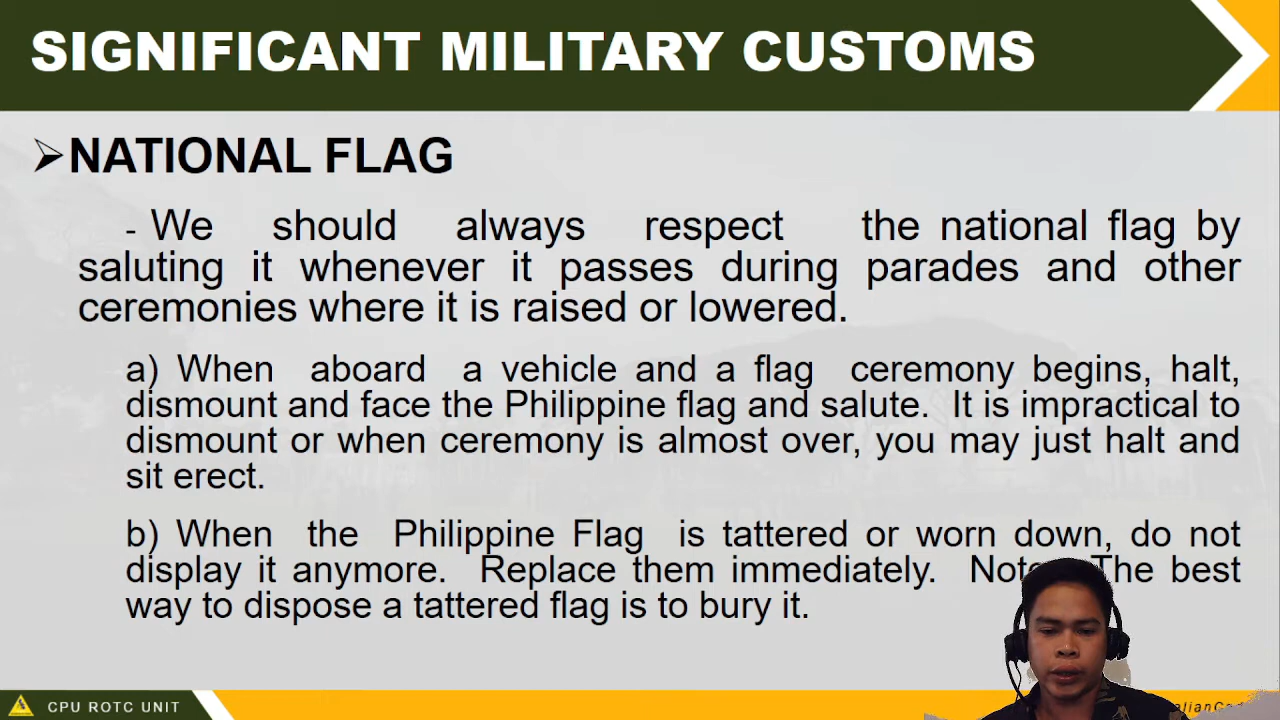 SIGNIFICANT MILITARY CUSTOMS
➢NATIONAL FLAG
- We should always respect the national flag by
saluting it whenever it passes during parades and other
ceremonies where it is raised or lowered.
a) When aboard a vehicle and a flag ceremony begins, halt,
dismount and face the Philippine flag and salute. It is impractical to
dismount or when ceremony is almost over, you may just halt and
sit erect.
b) When the Philippine Flag is tattered or worn down, do not
display it anymore. Replace them immediately. Note The best
way to dispose a tattered flag is to bury it.
CPU ROTC UNIT